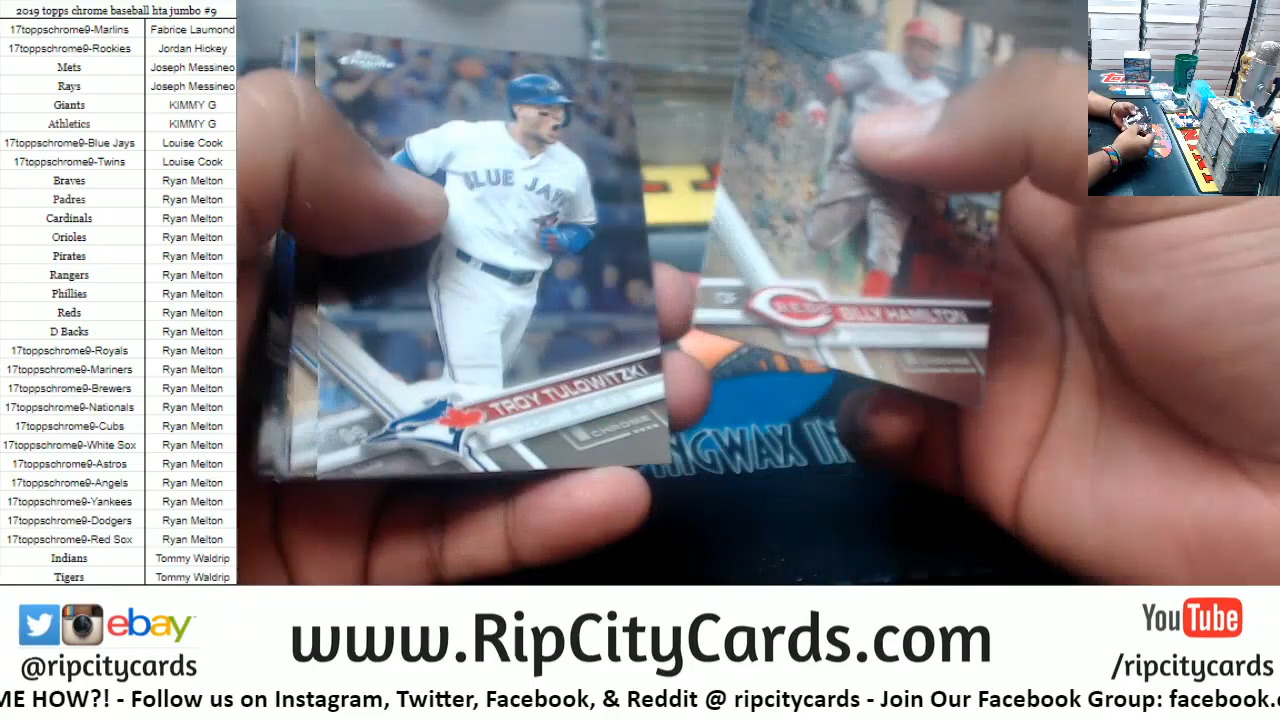 2019 topps chrome baseball hta jumbo #9
17toppschrome9-Marlins Fabrice Laumond
17toppschrome9-Rockies Jordan Hickey
Mets Joseph Messineo
Rays Joseph Messineo
Giants KIMMY G
Athletics KIMMY G
17toppschrome9-Blue Jays Louise Cook
17toppschrome9-Twins Louise Cook
Braves Ryan Melton
Padres Ryan Melton
Cardinals Ryan Melton
Orioles Ryan Melton
Pirates Ryan Melton
Rangers Ryan Melton
Phillies Ryan Melton
Reds Ryan Melton
D Backs Ryan Melton
17toppschrome9-Royals Ryan Melton
17toppschrome9-Mariners Ryan Melton
17toppschrome9-Brewers Ryan Melton
17toppschrome9-Nationals Ryan Melton
17toppschrome9-Cubs Ryan Melton
17toppschrome9-White Sox Ryan Melton
17toppschrome9-Astros Ryan Melton
17toppschrome9-Angels Ryan Melton
17toppschrome9-Yankees Ryan Melton
17toppschrome9-Dodgers Ryan Melton
17toppschrome9-Red Sox Ryan Melton
Indians Tommy Waldrip
Tigers Tommy Waldrip
Chrome
BLUE JAYS
TROY TULOWITZKI
CHROME
REDS
BILLY HAMILTON
NGWAX IN
ebay
@ripcitycards
www.RipCityCards.com
YouTube
/ripcitycards
ME HOW?! - Follow us on Instagram, Twitter, Facebook, & Reddit @ ripcitycards - Join Our Facebook Group: facebook.c